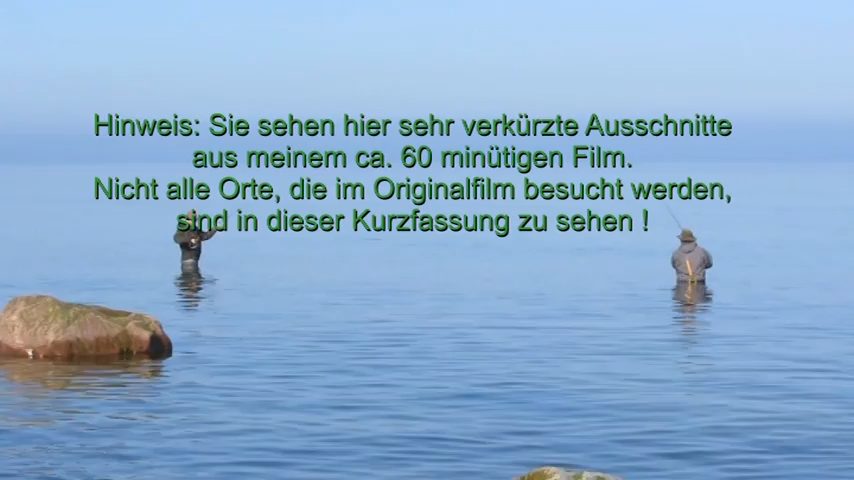 Hinweis: Sie sehen hier sehr verkürzte Ausschnitte
aus meinem ca. 60 minütigen Film.
Nicht alle Orte, die im Originalfilm besucht werden,
sind in dieser Kurzfassung zu sehen !